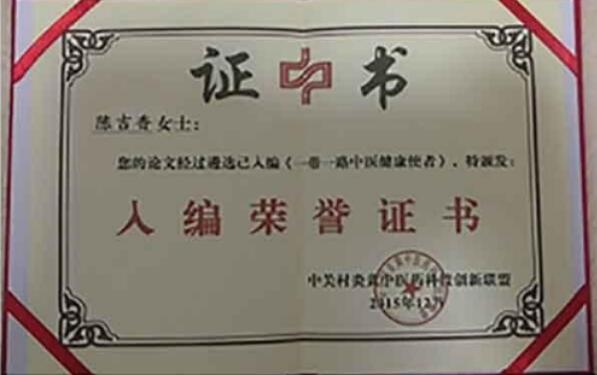 证书
陈吉香女士：
您的论文经过遴选已入编《一带一路中医健康使者》，特颁发：
入编荣誉证书
中关村炎黄中医药科技创新联盟
2015年12月